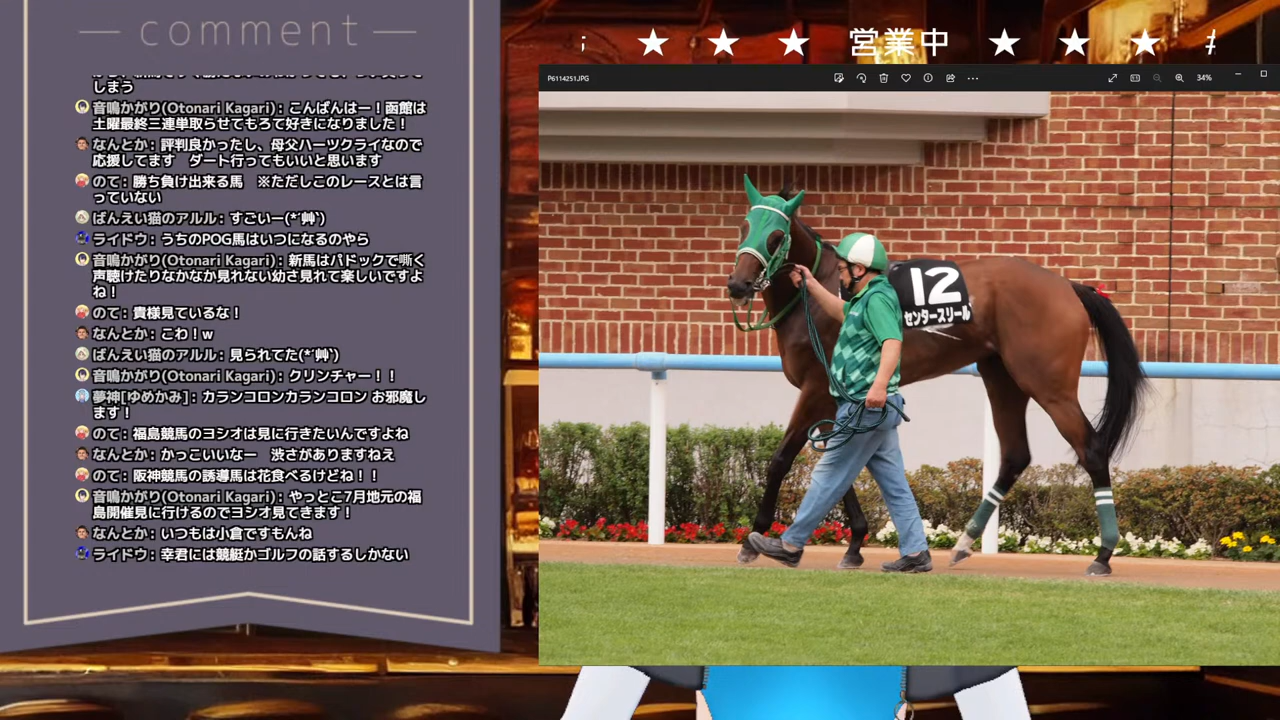 comment
しまう
音鳴かがり(Otonari Kagari): こんばんはー！函館は
土曜最終三連単取らせてもろて好きになりました！
なんとか: 評判良かったし、母父ハーツクライなので
応援してます　ダート行ってもいいと思います
のて: 勝ち負け出来る馬　※ただしこのレースとは言
っていない
ばんえい猫のアルル: すごいー(*´艸`)
ライドウ: うちのPOG馬はいつになるのやら
音鳴かがり(Otonari Kagari): 新馬はパドックで嘶く
声聴けたりなかなか見れない幼さ見れて楽しいですよ
ね！
のて: 貴様見ているな！
なんとか: こわ！w
ばんえい猫のアルル: 見られてた(*´艸`)
音鳴かがり(Otonari Kagari): クリンチャー！！
夢神[ゆめかみ]: カランコロンカランコロン お邪魔し
ます！
のて: 福島競馬のヨシオは見に行きたいんですよね
なんとか: かっこいいなー　渋さがありますねえ
のて: 阪神競馬の誘導馬は花食べるけどね！！
音鳴かがり(Otonari Kagari): やっとこ7月地元の福
島開催見に行けるのでヨシオ見てきます！
なんとか: いつもは小倉ですもんね
ライドウ: 幸君には競艇かゴルフの話するしかない
★ ★ ★ 営業中 ★ ★ ★
P6114251.JPG
34%
12
センタースリール